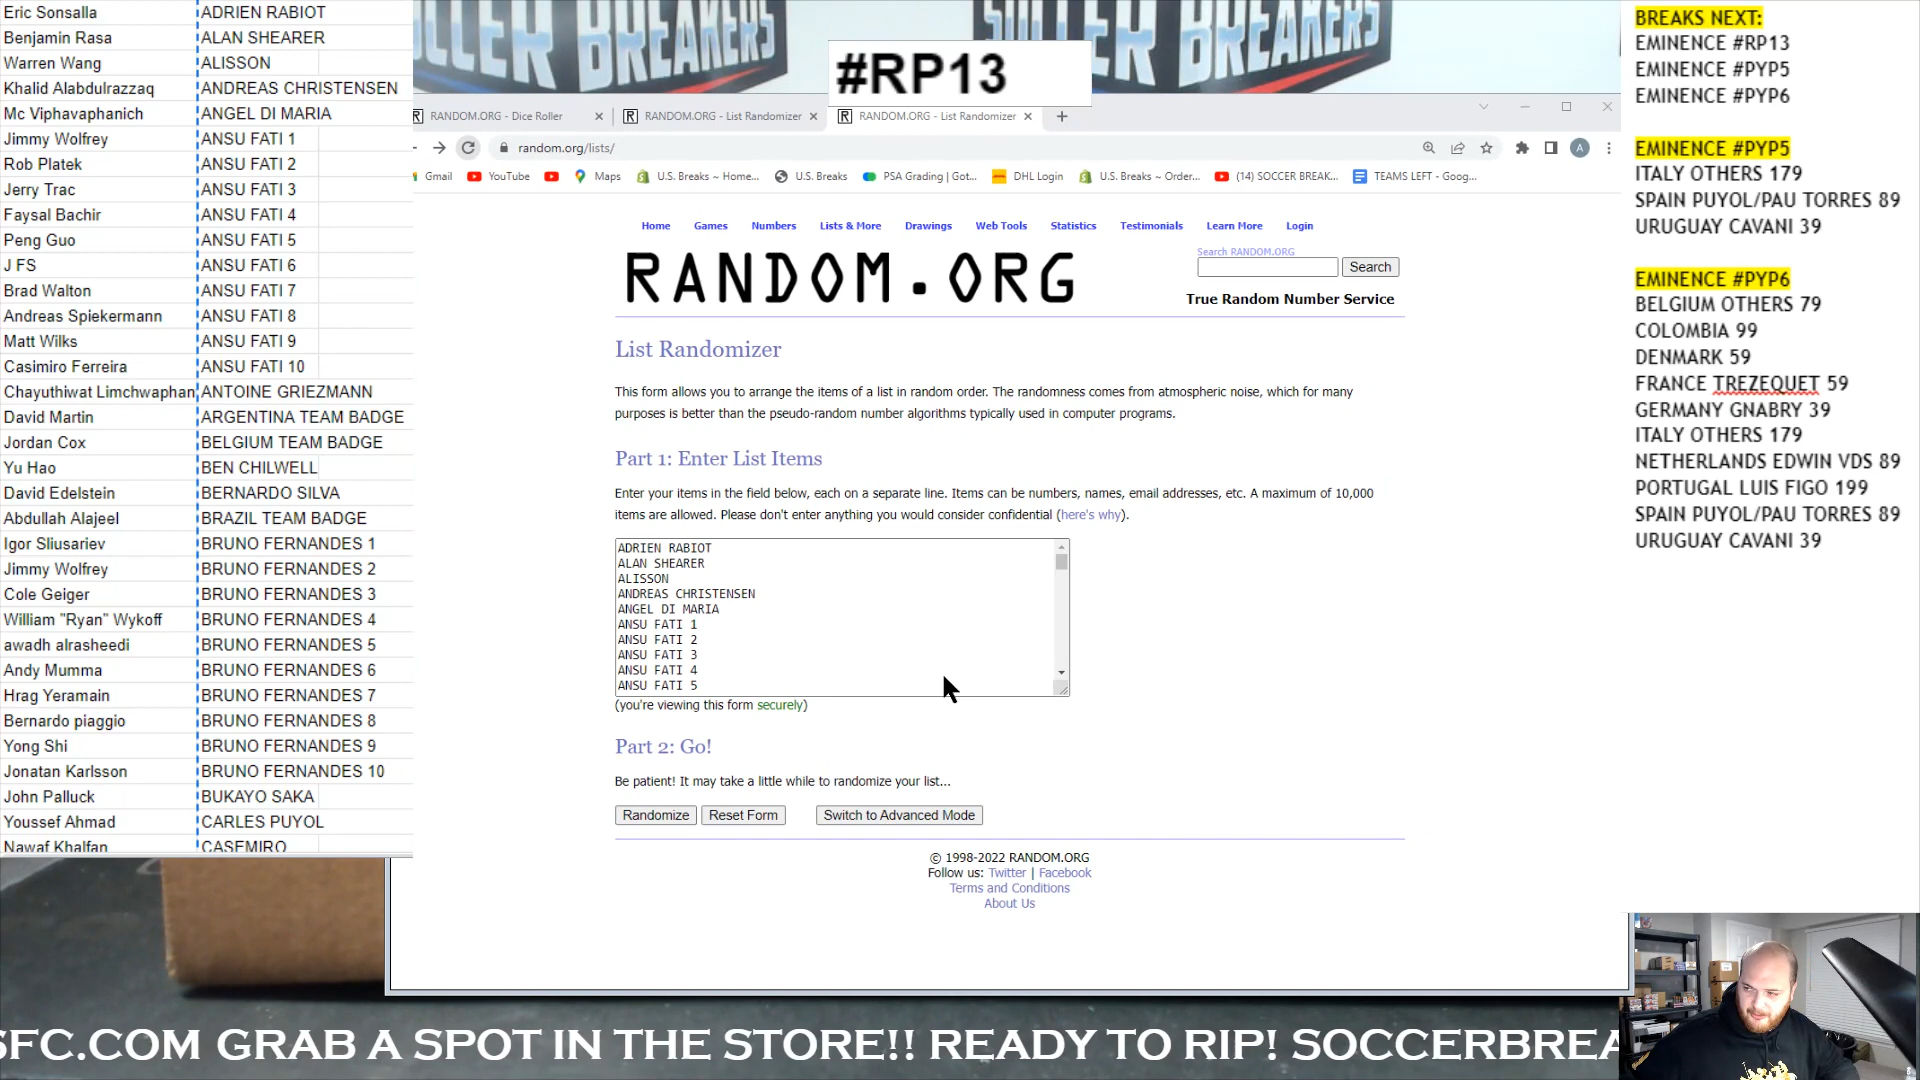 Eric Sonsalla ADRIEN RABIOT
Benjamin Rasa ALAN SHEARER
Warren Wang ALISSON
Khalid Alabdulrazzaq ANDREAS CHRISTENSEN
Mc Viphavaphanich ANGEL DI MARIA
Jimmy Wolfrey ANSU FATI 1
Rob Platek ANSU FATI 2
Jerry Trac ANSU FATI 3
Faysal Bachir ANSU FATI 4
Peng Guo ANSU FATI 5
J FS ANSU FATI 6
Brad Walton ANSU FATI 7
Andreas Spiekermann ANSU FATI 8
Matt Wilks ANSU FATI 9
Casimiro Ferreira ANSU FATI 10
Chayuthiwat Limchwaphan ANTOINE GRIEZMANN
David Martin ARGENTINA TEAM BADGE
Jordan Cox BELGIUM TEAM BADGE
Yu Hao BEN CHILWELL
David Edelstein BERNARDO SILVA
Abdullah Alajeel BRAZIL TEAM BADGE
Igor Sliusariev BRUNO FERNANDES 1
Jimmy Wolfrey BRUNO FERNANDES 2
Cole Geiger BRUNO FERNANDES 3
William "Ryan" Wykoff BRUNO FERNANDES 4
awadh alrasheedi BRUNO FERNANDES 5
Andy Mumma BRUNO FERNANDES 6
Hrag Yeramain BRUNO FERNANDES 7
Bernardo piaggio BRUNO FERNANDES 8
Yong Shi BRUNO FERNANDES 9
Jonatan Karlsson BRUNO FERNANDES 10
John Palluck BUKAYO SAKA
Youssef Ahmad CARLES PUYOL
Nawaf Khalfan CASEMIRO
BREAKERS
BREAKERS
#RP13
RANDOM.ORG - Dice Roller
RANDOM.ORG - List Randomizer
RANDOM.ORG - List Randomizer
random.org/lists/
Gmail YouTube Maps U.S. Breaks ~ Home... U.S. Breaks PSA Grading | Got... DHL Login U.S. Breaks ~ Order... (14) SOCCER BREAK... TEAMS LEFT - Goog...
Home Games Numbers Lists & More Drawings Web Tools Statistics Testimonials Learn More Login
RANDOM.ORG
Search RANDOM.ORG
Search
True Random Number Service
List Randomizer
This form allows you to arrange the items of a list in random order. The randomness comes from atmospheric noise, which for many
purposes is better than the pseudo-random number algorithms typically used in computer programs.
Part 1: Enter List Items
Enter your items in the field below, each on a separate line. Items can be numbers, names, email addresses, etc. A maximum of 10,000
items are allowed. Please don't enter anything you would consider confidential (here's why).
ADRIEN RABIOT
ALAN SHEARER
ALISSON
ANDREAS CHRISTENSEN
ANGEL DI MARIA
ANSU FATI 1
ANSU FATI 2
ANSU FATI 3
ANSU FATI 4
ANSU FATI 5
(you're viewing this form securely)
Part 2: Go!
Be patient! It may take a little while to randomize your list...
Randomize Reset Form Switch to Advanced Mode
© 1998-2022 RANDOM.ORG
Follow us: Twitter | Facebook
Terms and Conditions
About Us
BREAKS NEXT:
EMINENCE #RP13
EMINENCE #PYP5
EMINENCE #PYP6
EMINENCE #PYP5
ITALY OTHERS 179
SPAIN PUYOL/PAU TORRES 89
URUGUAY CAVANI 39
EMINENCE #PYP6
BELGIUM OTHERS 79
COLOMBIA 99
DENMARK 59
FRANCE TREZEQUET 59
GERMANY GNABRY 39
ITALY OTHERS 179
NETHERLANDS EDWIN VDS 89
PORTUGAL LUIS FIGO 199
SPAIN PUYOL/PAU TORRES 89
URUGUAY CAVANI 39
SFC.COM GRAB A SPOT IN THE STORE!! READY TO RIP! SOCCERBREA